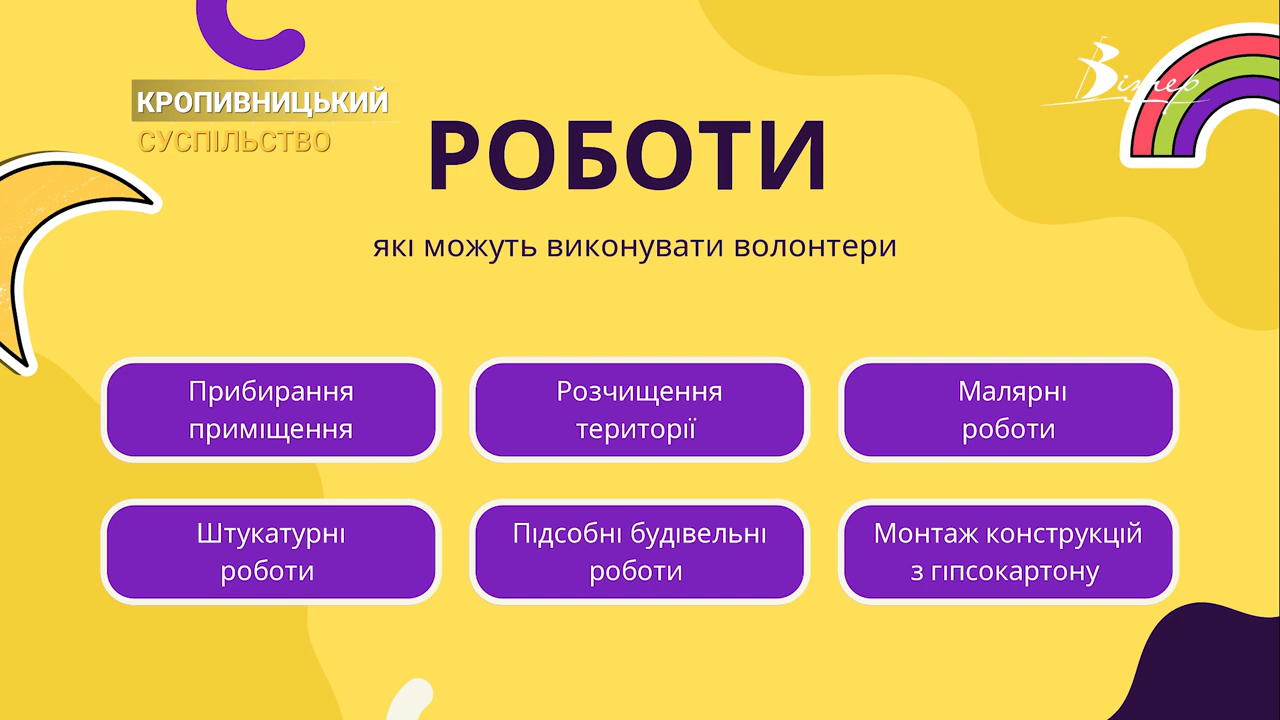 КРОПИВНИЦЬКИЙ
СУСПІЛЬСТВО
Вітер
РОБОТИ
які можуть виконувати волонтери
Прибирання
приміщення
Розчищення
території
Малярні
роботи
Штукатурні
роботи
Підсобні будівельні
роботи
Монтаж конструкцій
з гіпсокартону